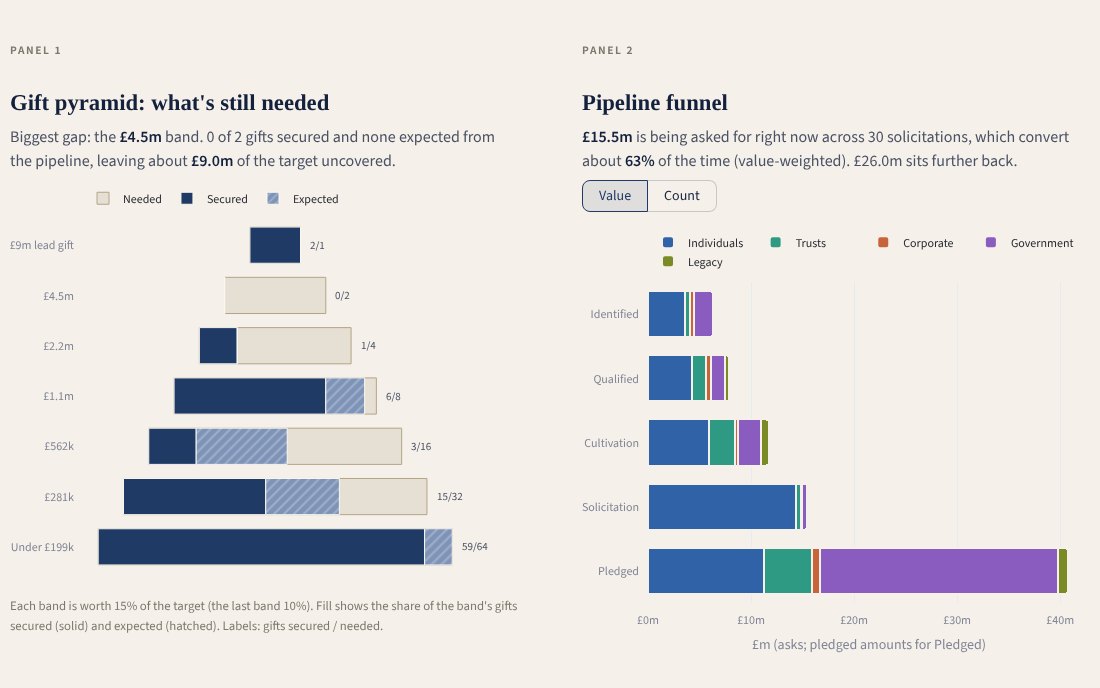 PANEL 1
Gift pyramid: what's still needed
Biggest gap: the £4.5m band. 0 of 2 gifts secured and none expected from
the pipeline, leaving about £9.0m of the target uncovered.
Needed
Secured
Expected
£9m lead gift
2/1
£4.5m
0/2
£2.2m
1/4
£1.1m
6/8
£562k
3/16
£281k
15/32
Under £199k
59/64
Each band is worth 15% of the target (the last band 10%). Fill shows the share of the band's gifts
secured (solid) and expected (hatched). Labels: gifts secured / needed.
PANEL 2
Pipeline funnel
£15.5m is being asked for right now across 30 solicitations, which convert
about 63% of the time (value-weighted). £26.0m sits further back.
Value
Count
Individuals
Trusts
Corporate
Government
Legacy
Identified
Qualified
Cultivation
Solicitation
Pledged
£0m
£10m
£20m
£30m
£40m
£m (asks; pledged amounts for Pledged)